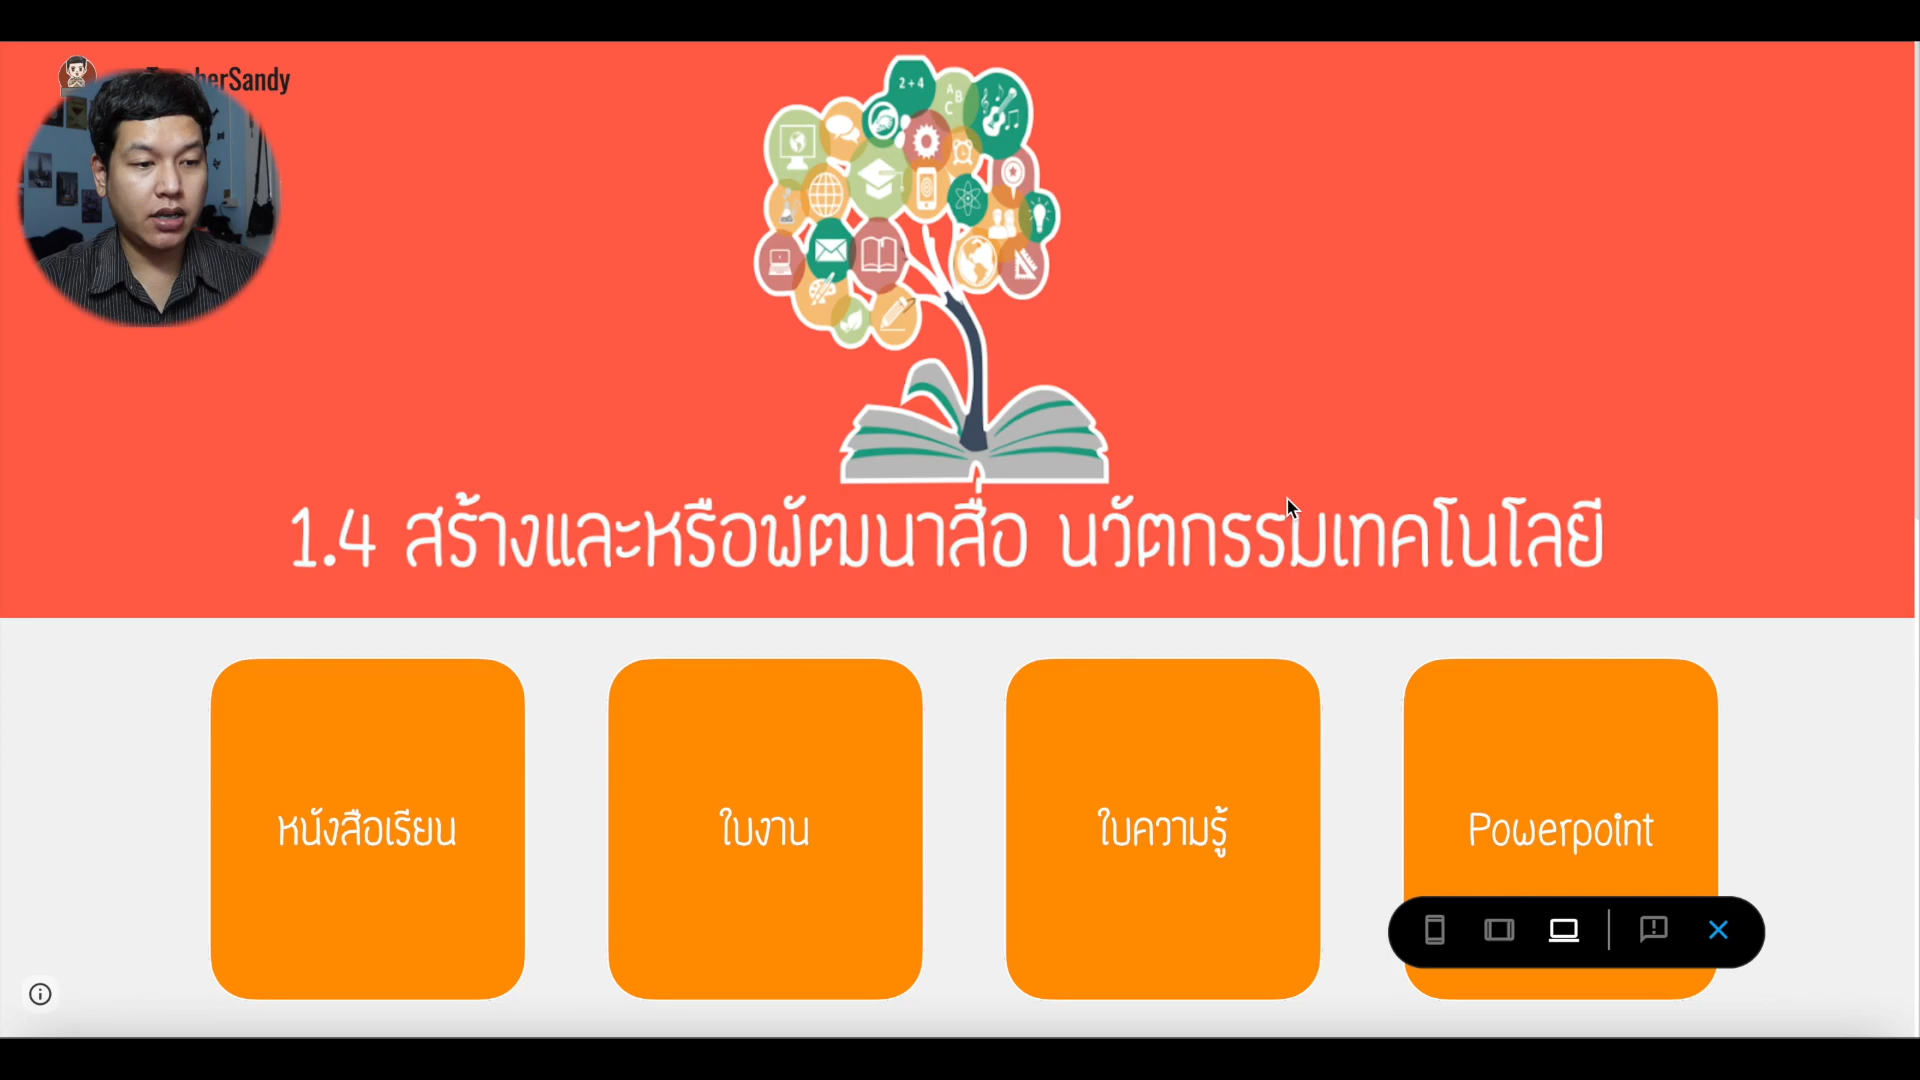 2+4
A
B
C
1.4 สร้างและหรือพัฒนาสื่อ นวัตกรรมเทคโนโลยี
หนังสือเรียน
ใบงาน
ใบความรู้
Powerpoint